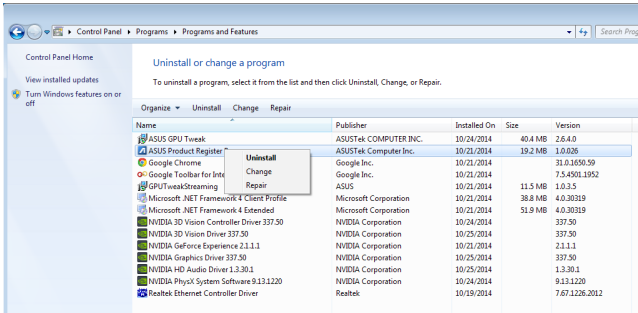 Control Panel Programs Programs and Features Search Prog
Control Panel Home
View installed updates
Turn Windows features on or
off
Uninstall or change a program
To uninstall a program, select it from the list and then click Uninstall, Change, or Repair.
Organize Uninstall Change Repair
Name Publisher Installed On Size Version
ASUS GPU Tweak ASUSTek COMPUTER INC. 10/24/2014 40.4 MB 2.6.4.0
ASUS Product Register ASUSTek Computer Inc. 10/21/2014 19.2 MB 1.0.026
Google Chrome Google Inc. 10/21/2014 31.0.1650.59
Google Toolbar for Inte Google Inc. 10/21/2014 7.5.4501.1952
GPUTweakStreaming ASUS 10/21/2014 11.5 MB 1.0.3.5
Microsoft .NET Framework 4 Client Profile Microsoft Corporation 10/21/2014 38.8 MB 4.0.30319
Microsoft .NET Framework 4 Extended Microsoft Corporation 10/21/2014 51.9 MB 4.0.30319
NVIDIA 3D Vision Controller Driver 337.50 NVIDIA Corporation 10/24/2014 337.50
NVIDIA 3D Vision Driver 337.50 NVIDIA Corporation 10/25/2014 337.50
NVIDIA GeForce Experience 2.1.1.1 NVIDIA Corporation 10/21/2014 2.1.1.1
NVIDIA Graphics Driver 337.50 NVIDIA Corporation 10/25/2014 337.50
NVIDIA HD Audio Driver 1.3.30.1 NVIDIA Corporation 10/25/2014 1.3.30.1
NVIDIA PhysX System Software 9.13.1220 NVIDIA Corporation 10/24/2014 9.13.1220
Realtek Ethernet Controller Driver Realtek 10/19/2014 7.67.1226.2012
Uninstall
Change
Repair